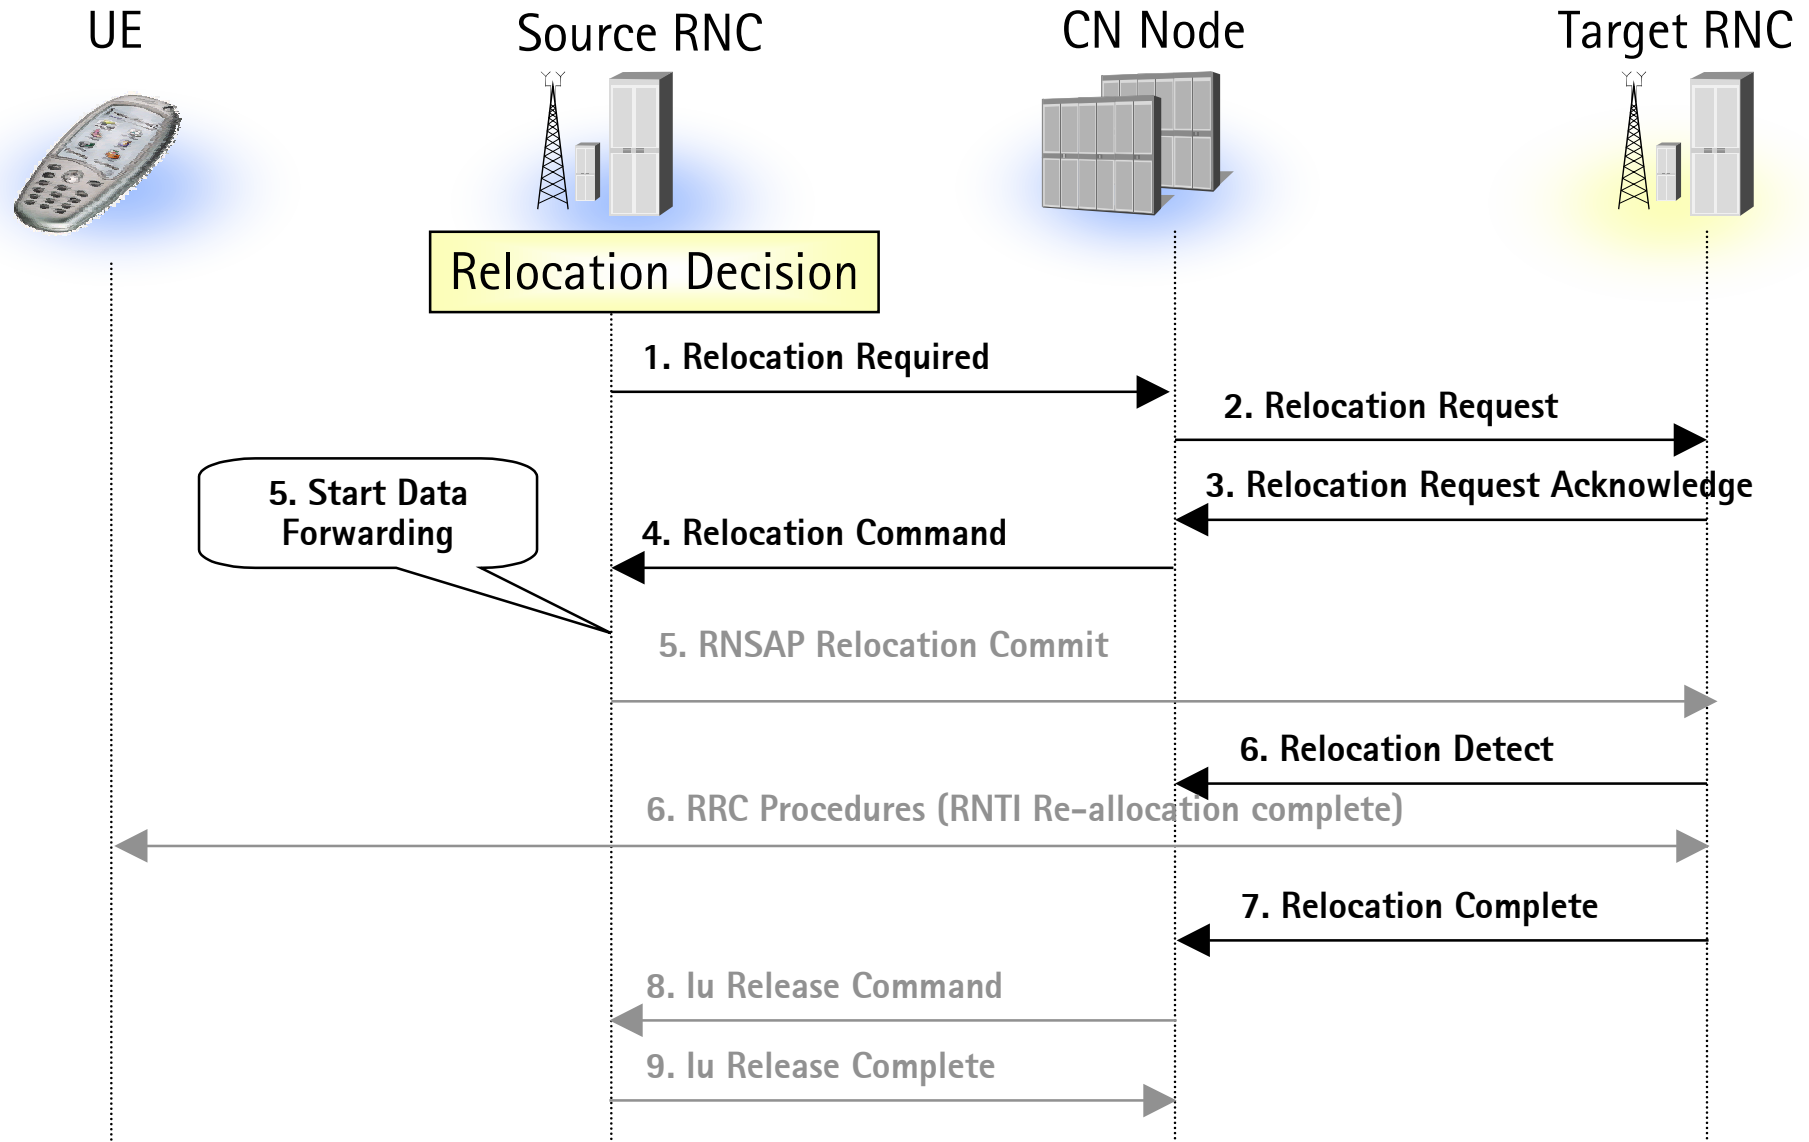 UE
Source RNC
CN Node
Target RNC
Relocation Decision
1. Relocation Required
2. Relocation Request
3. Relocation Request Acknowledge
5. Start Data
Forwarding
4. Relocation Command
5. RNSAP Relocation Commit
6. Relocation Detect
6. RRC Procedures (RNTI Re-allocation complete)
7. Relocation Complete
8. Iu Release Command
9. Iu Release Complete